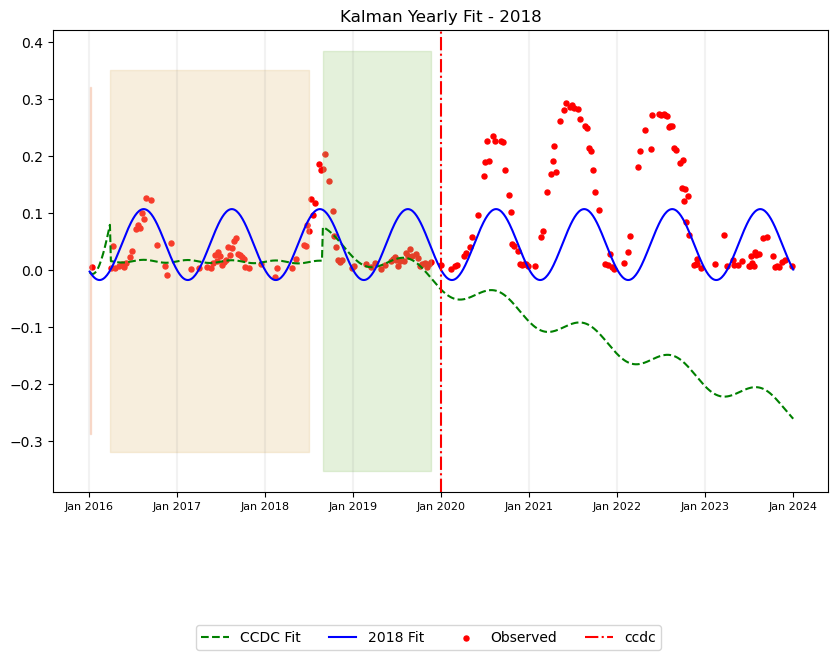 Kalman Yearly Fit - 2018
0.4
0.3
0.2
0.1
0.0
−0.1
−0.2
−0.3
Jan 2016 Jan 2017 Jan 2018 Jan 2019 Jan 2020 Jan 2021 Jan 2022 Jan 2023 Jan 2024
CCDC Fit 2018 Fit Observed ccdc